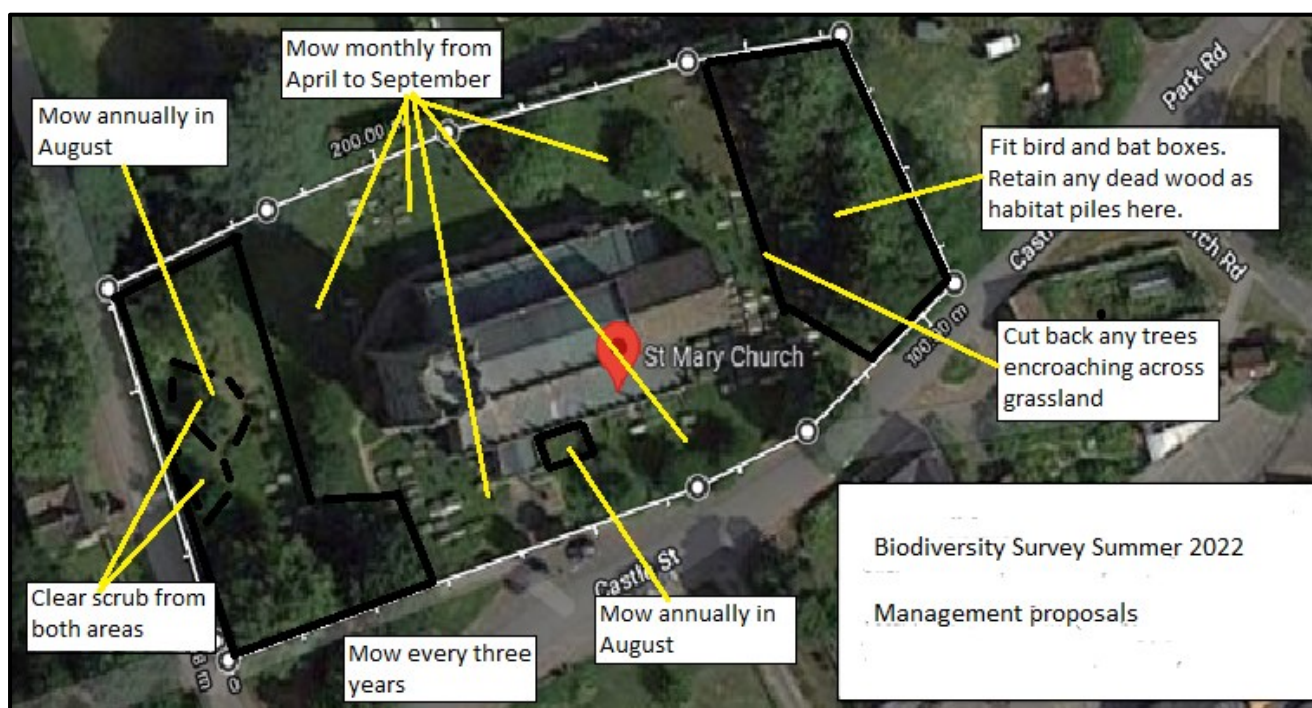 Mow monthly from
April to September
Mow annually in
August
200.00
Park Rd
Fit bird and bat boxes.
Retain any dead wood as
habitat piles here.
St Mary Church
100.00 m
Cut back any trees
encroaching across
grassland
Castle St
Clear scrub from
both areas
Mow every three
years
Mow annually in
August
Biodiversity Survey Summer 2022
Management proposals